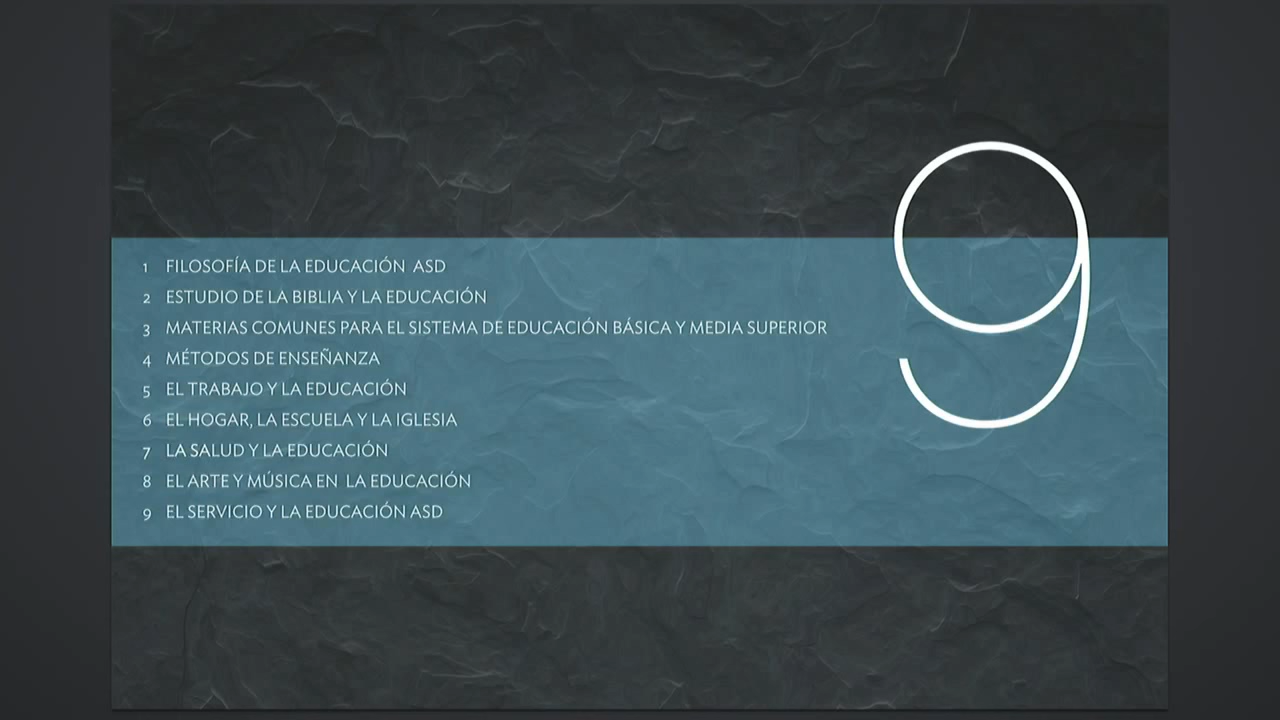 9
1 FILOSOFÍA DE LA EDUCACIÓN ASD
2 ESTUDIO DE LA BIBLIA Y LA EDUCACIÓN
3 MATERIAS COMUNES PARA EL SISTEMA DE EDUCACIÓN BÁSICA Y MEDIA SUPERIOR
4 MÉTODOS DE ENSEÑANZA
5 EL TRABAJO Y LA EDUCACIÓN
6 EL HOGAR, LA ESCUELA Y LA IGLESIA
7 LA SALUD Y LA EDUCACIÓN
8 EL ARTE Y MÚSICA EN LA EDUCACIÓN
9 EL SERVICIO Y LA EDUCACIÓN ASD